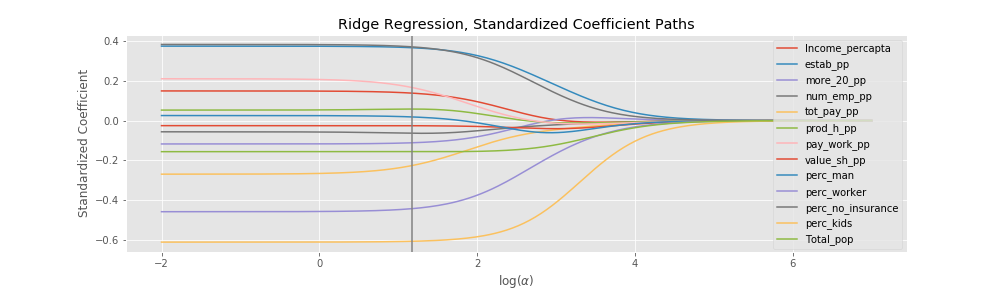 Ridge Regression, Standardized Coefficient Paths
Standardized Coefficient
0.4
0.2
0.0
−0.2
−0.4
−0.6
−2
0
2
4
6
log(α)
Income_percapta
estab_pp
more_20_pp
num_emp_pp
tot_pay_pp
prod_h_pp
pay_work_pp
value_sh_pp
perc_man
perc_worker
perc_no_insurance
perc_kids
Total_pop